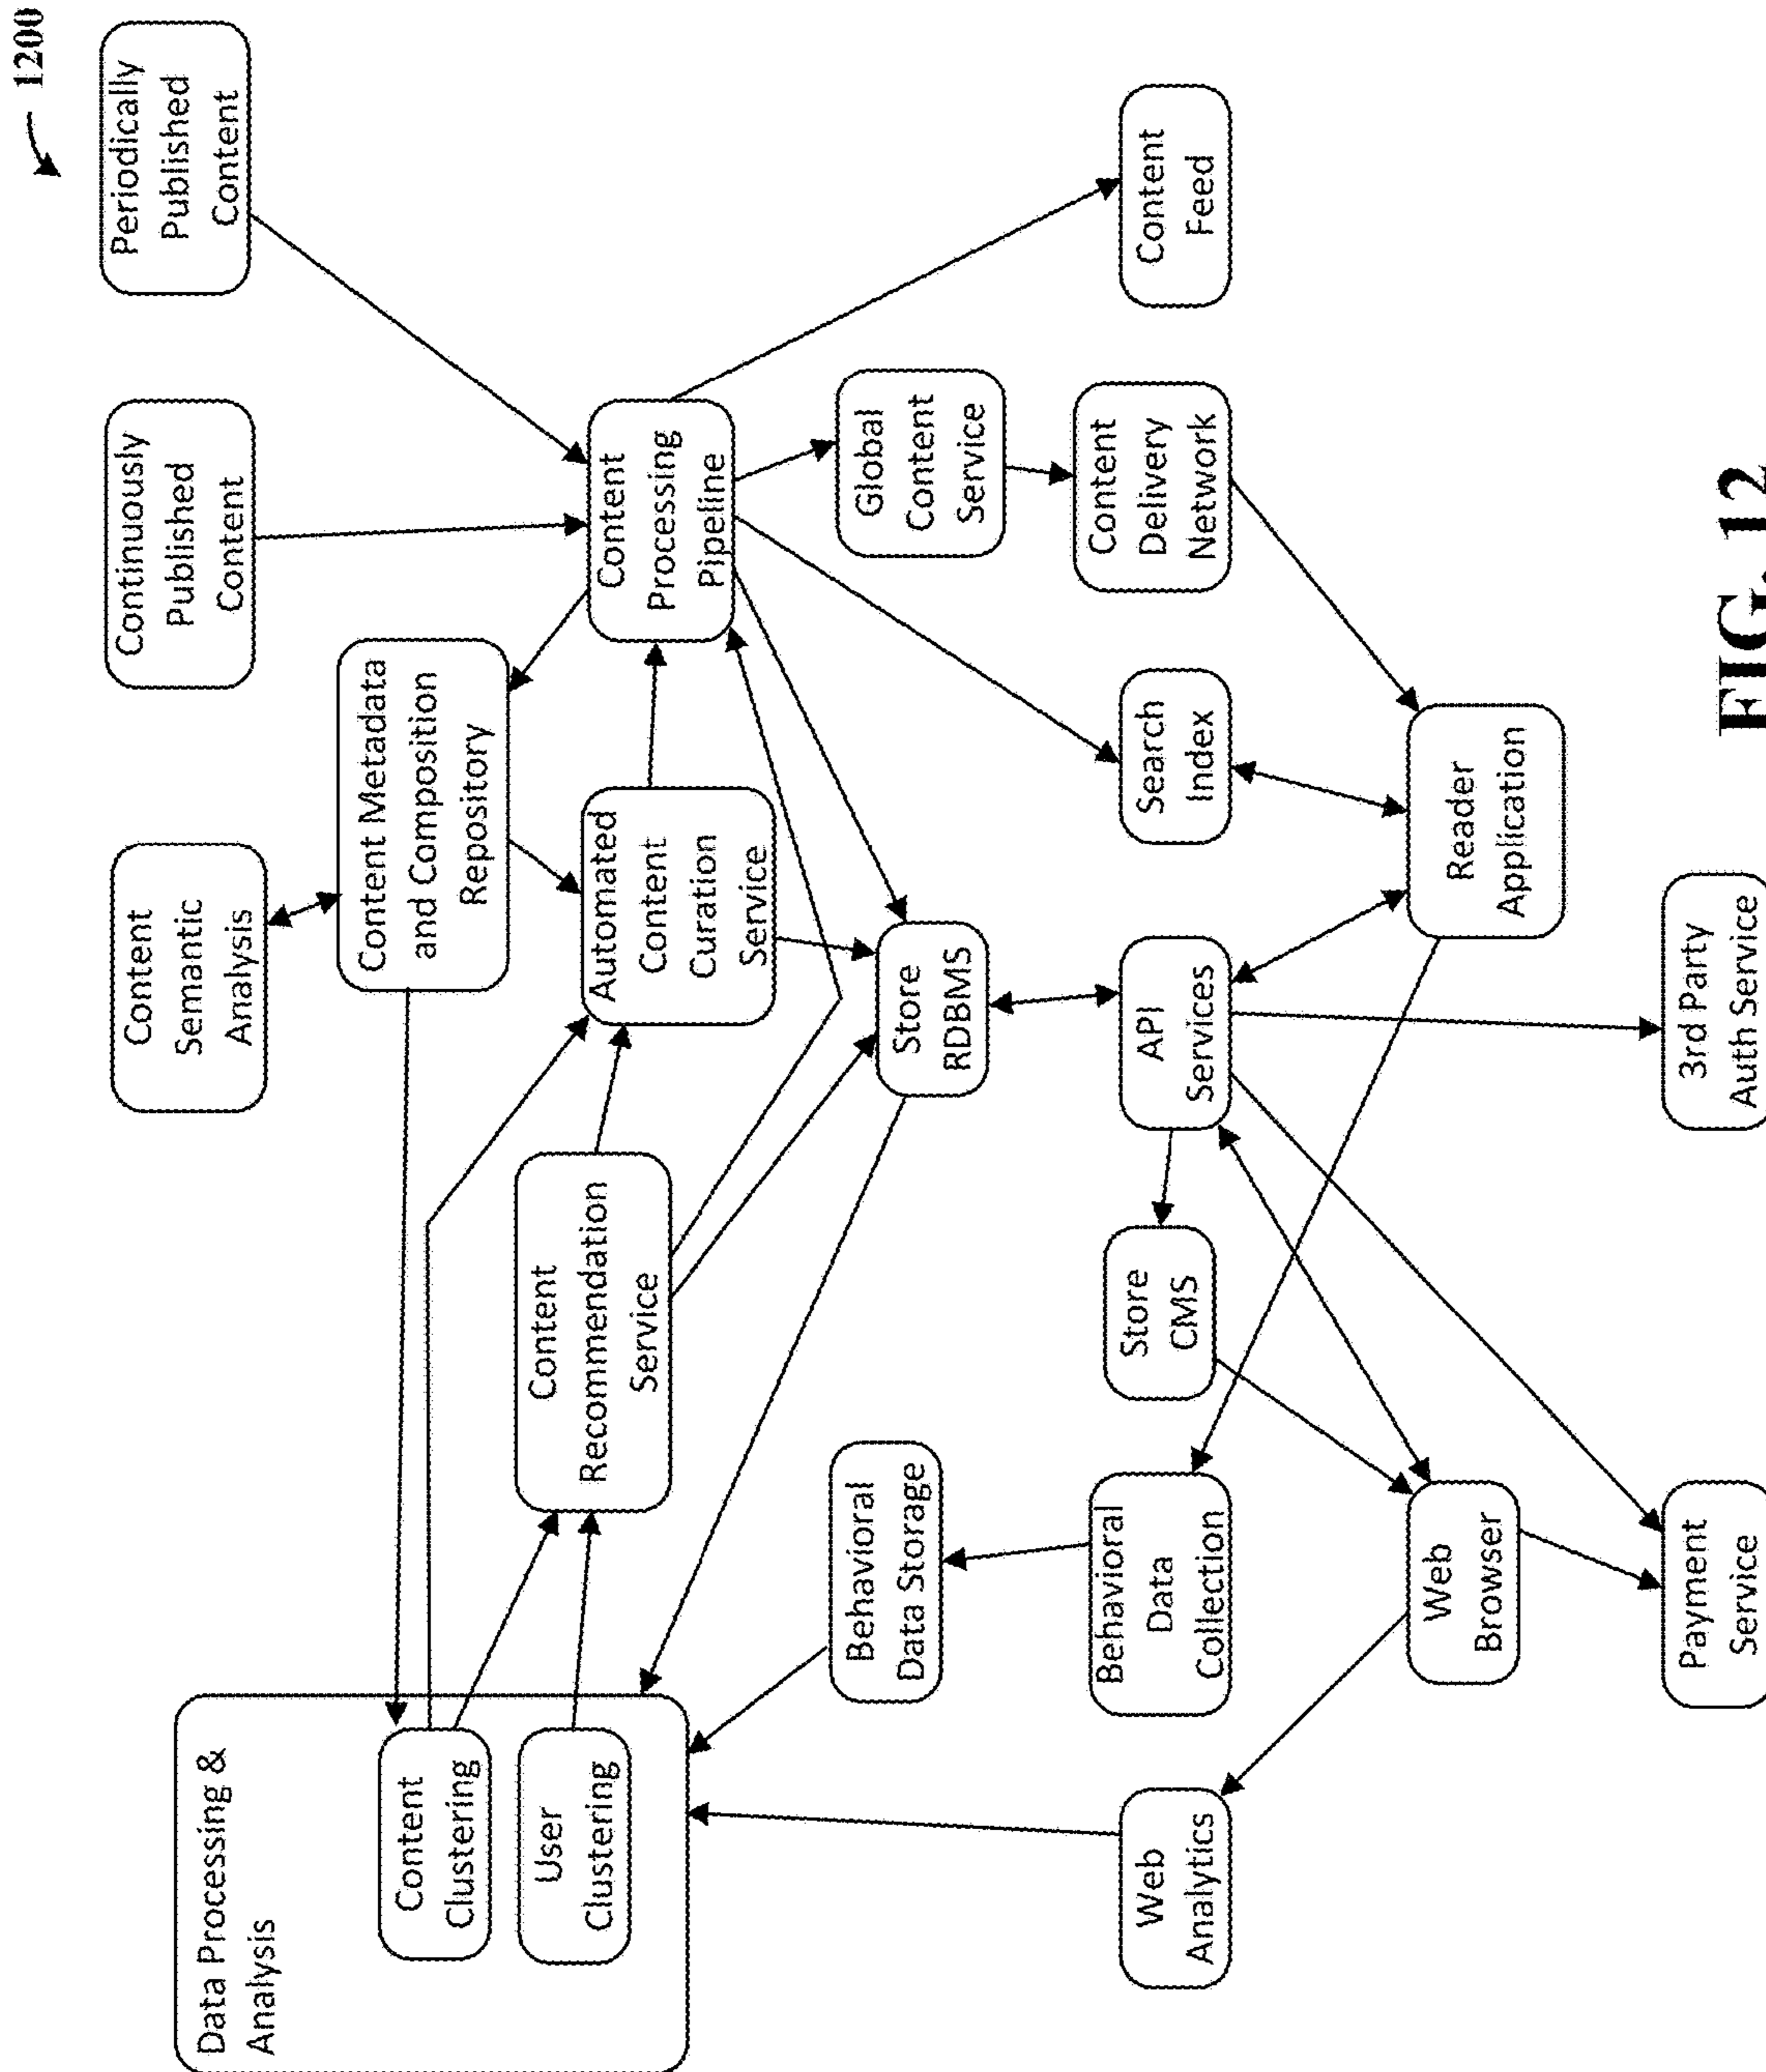 1200
Data Processing &
Analysis
Content
Clustering
User
Clustering
Content
Semantic
Analysis
Continuously
Published
Content
Periodically
Published
Content
Content Metadata
and Composition
Repository
Content
Recommendation
Service
Automated
Content
Curation
Service
Content
Processing
Pipeline
Behavioral
Data Storage
Store
RDBMS
Global
Content
Service
Web
Analytics
Behavioral
Data
Collection
Store
CMS
API
Services
Search
Index
Content
Delivery
Network
Content
Feed
Web
Browser
Reader
Application
Payment
Service
3rd Party
Auth Service
FIG. 12